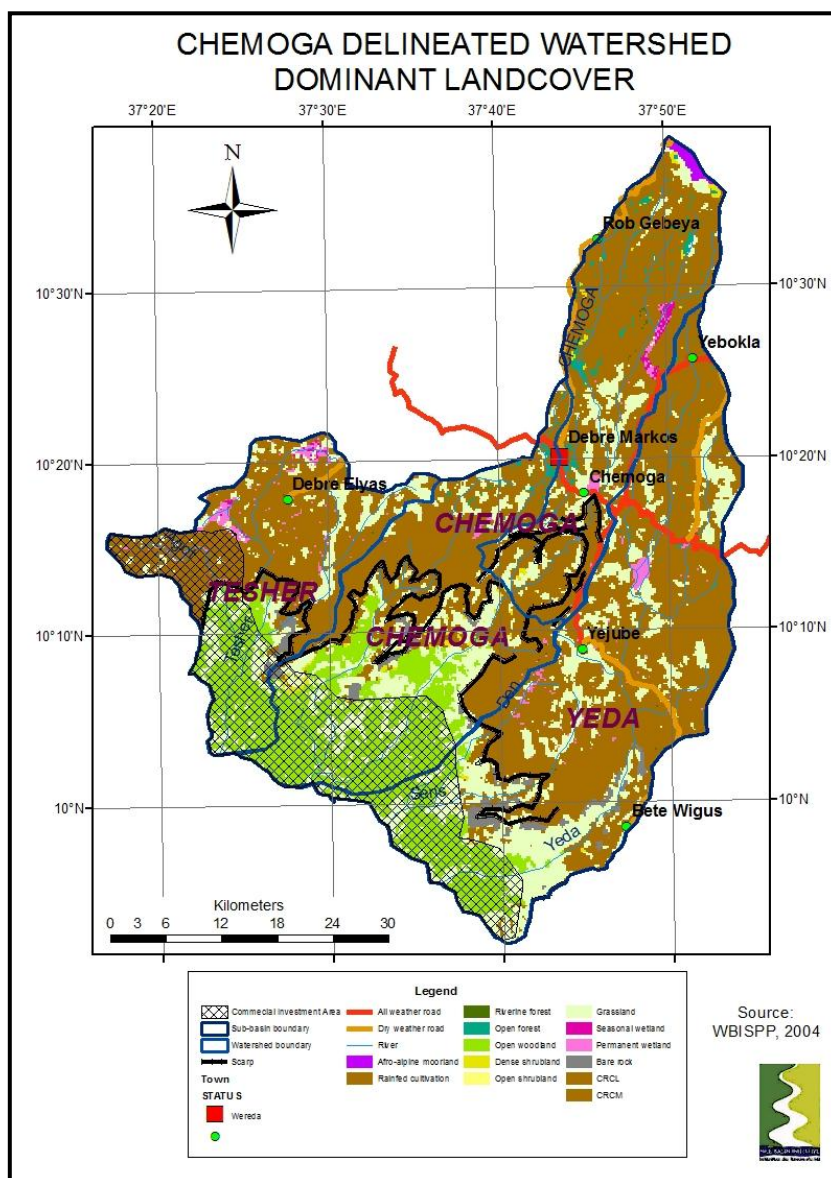 CHEMOGA DELINEATED WATERSHED
DOMINANT LANDCOVER
37°20'E
37°30'E
37°40'E
37°50'E
N
Rob Gebeya
10°30'N
10°30'N
CHEMOGA
Yebokla
Debre Markos
10°20'N
10°20'N
Debre Elyas
Chemoga
CHEMOGA
TESHER
10°10'N
10°10'N
Tesher
CHEMOGA
Yejube
YEDA
Den
10°N
10°N
Sens
Yeda
Bete Wigus
Kilometers
0 3 6 12 18 24 30
Legend
Commecial Investment Area
Sub-basin boundary
Watershed boundary
Scarp
Town
STATUS
Wereda
All weather road
Dry weather road
River
Afro-alpine moorland
Rainfed cultivation
Riverine forest
Open forest
Open woodland
Dense shrubland
Open shrubland
Grassland
Seasonal wetland
Permanent wetland
Bare rock
CRCL
CRCM
Source:
WBISPP, 2004